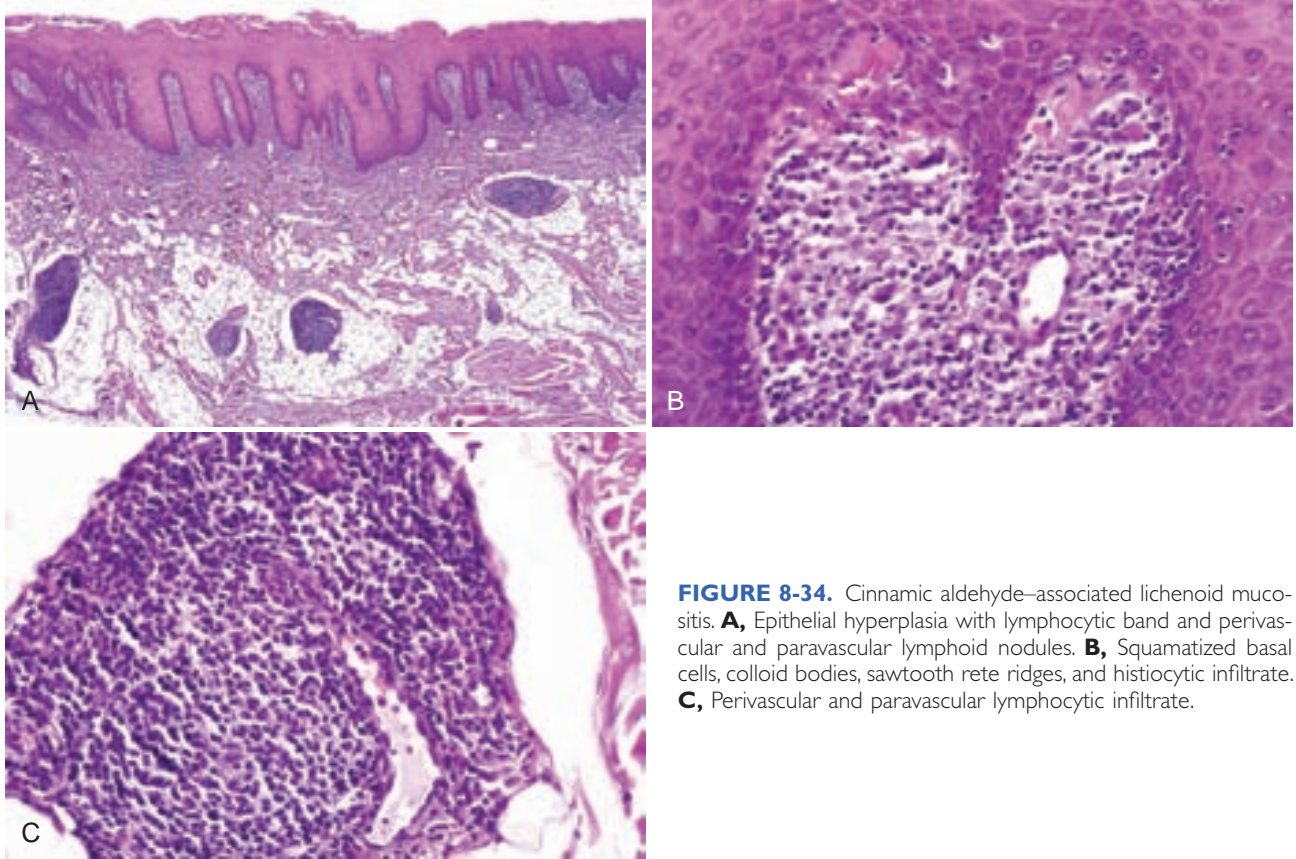 A
B
C
FIGURE 8-34. Cinnamic aldehyde–associated lichenoid muco-
sitis. A, Epithelial hyperplasia with lymphocytic band and perivas-
cular and paravascular lymphoid nodules. B, Squamatized basal
cells, colloid bodies, sawtooth rete ridges, and histiocytic infiltrate.
C, Perivascular and paravascular lymphocytic infiltrate.